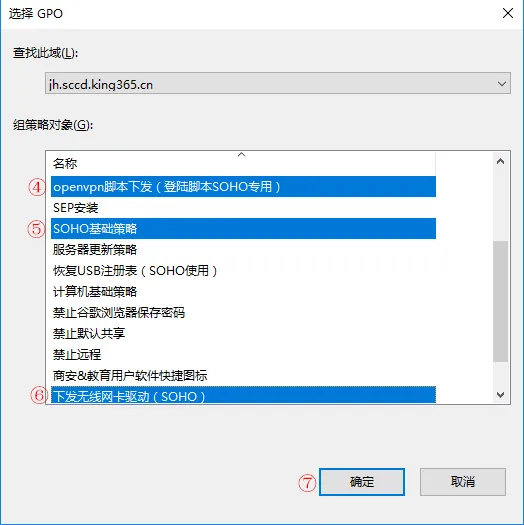 选择 GPO
查找此域(L):
jh.sccd.king365.cn
组策略对象(G):
名称
④ openvpn脚本下发（登陆脚本SOHO专用）
SEP安装
⑤ SOHO基础策略
服务器更新策略
恢复USB注册表（SOHO使用）
计算机基础策略
禁止谷歌浏览器保存密码
禁止默认共享
禁止远程
商安&教育用户软件快捷图标
⑥ 下发无线网卡驱动（SOHO）
⑦ 确定 取消